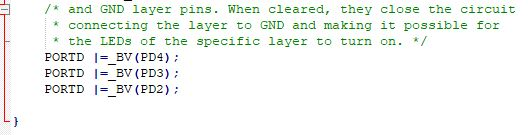 /* and GND layer pins. When cleared, they close the circuit
* connecting the layer to GND and making it possible for
* the LEDs of the specific layer to turn on. */
PORTD |=_BV(PD4);
PORTD |=_BV(PD3);
PORTD |=_BV(PD2);
}